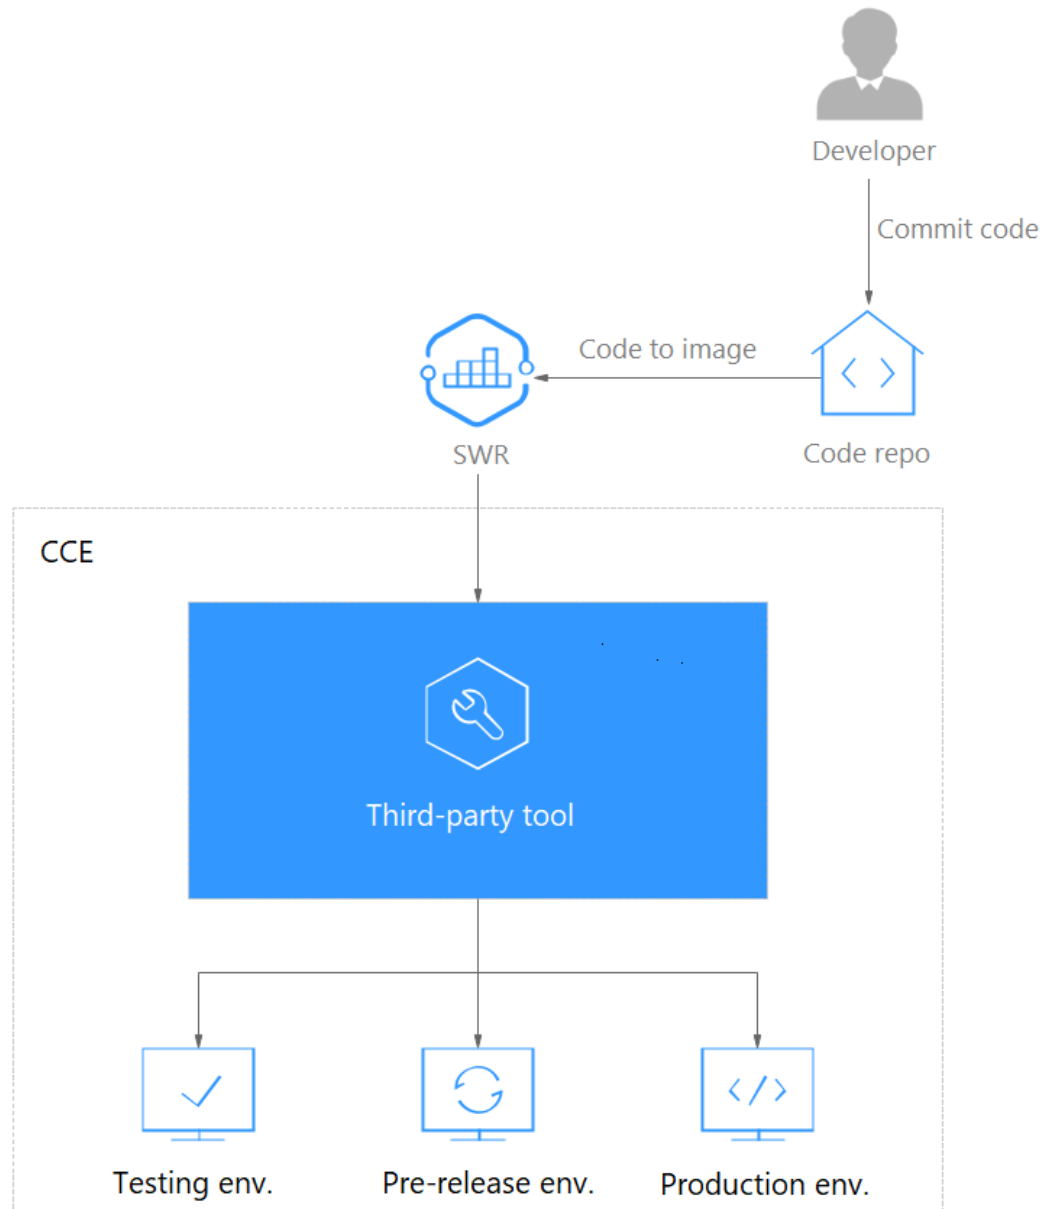 Developer
Commit code
Code to image
SWR
Code repo
CCE
Third-party tool
Testing env.
Pre-release env.
Production env.